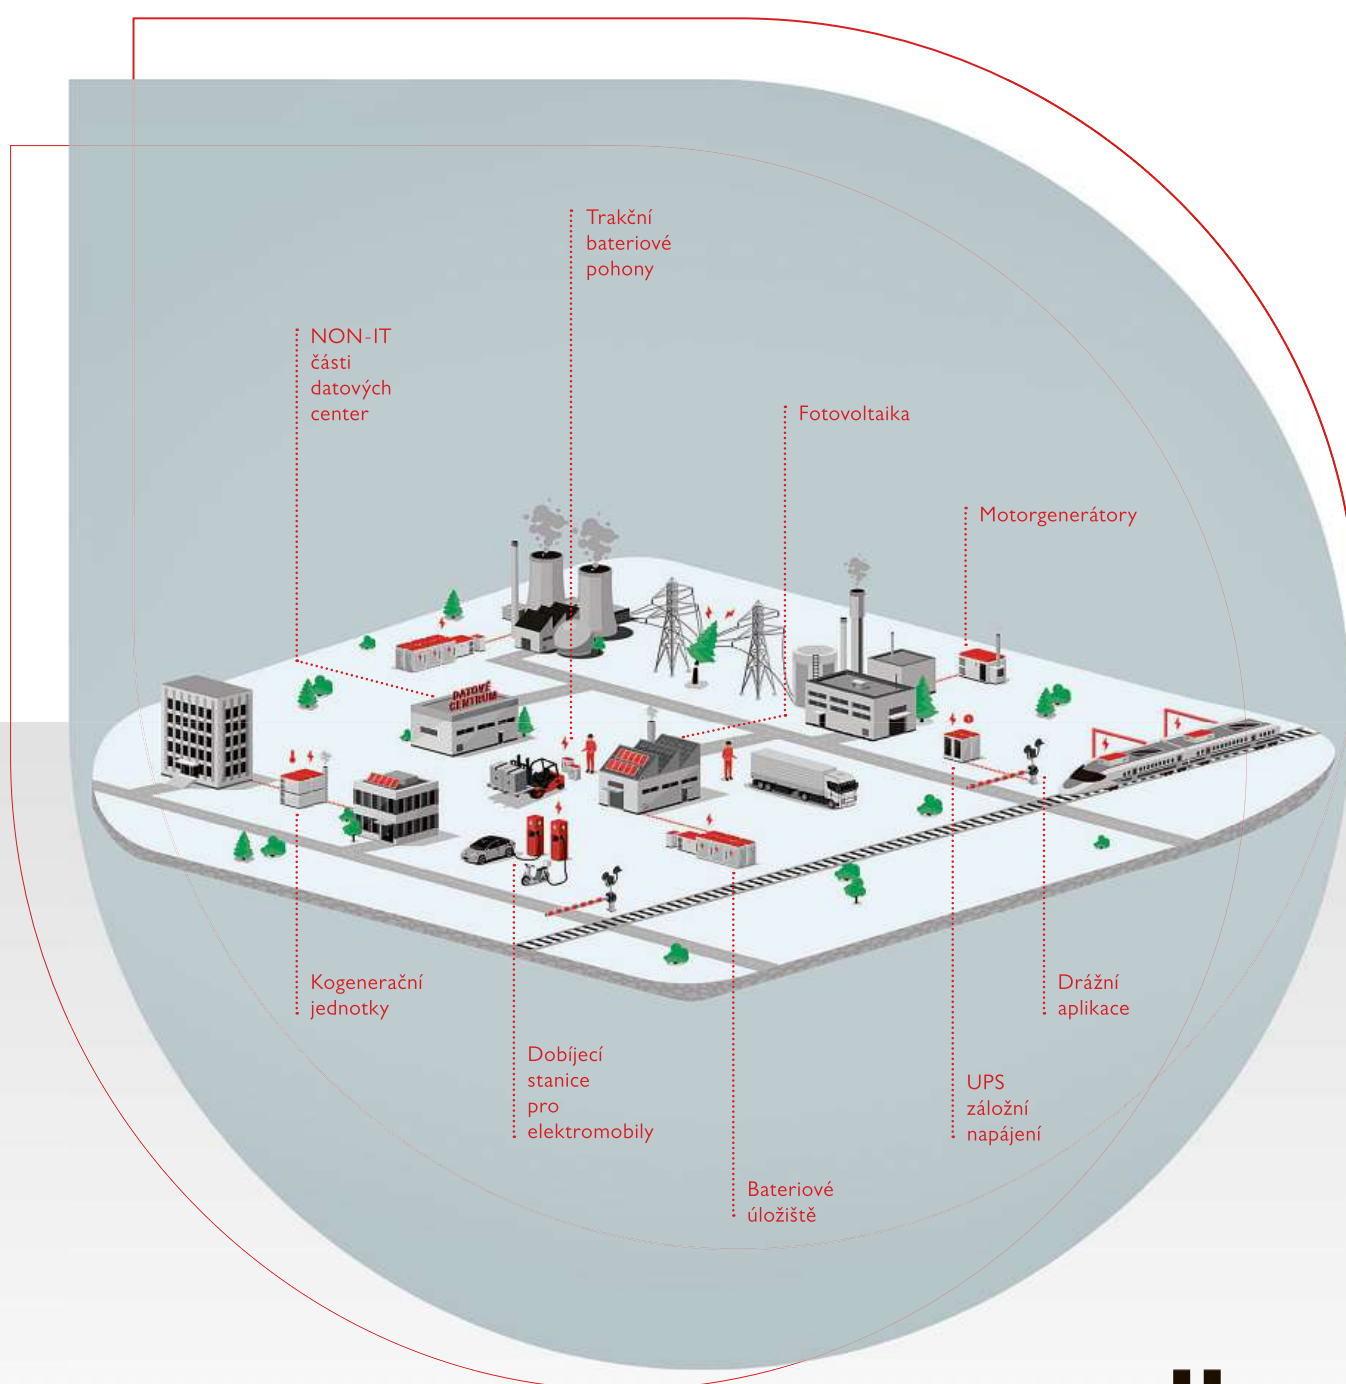 Trakční
bateriové
pohony
NON-IT
části
datových
center
Fotovoltaika
Motorgenerátory
DATOVÉ
CENTRUM
Kogenerační
jednotky
Dobíjecí
stanice
pro
elektromobily
Bateriové
úložiště
UPS
záložní
napájení
Drážní
aplikace